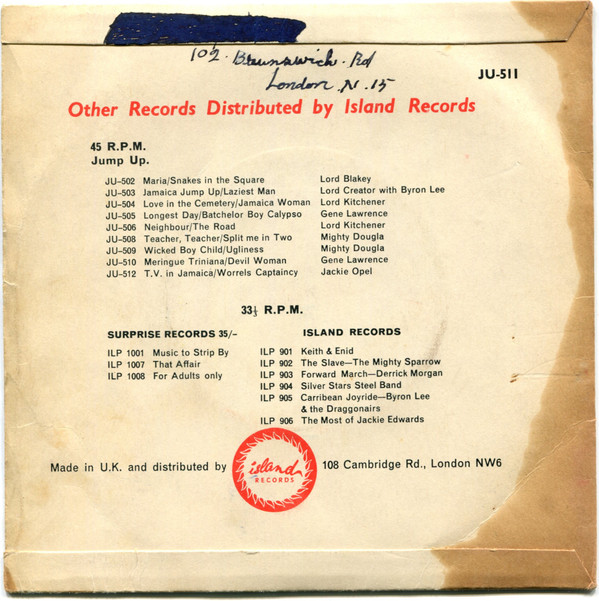 102. Brunswich. Rd
London. N. 15
JU-511
Other Records Distributed by Island Records
45 R.P.M.
Jump Up.
JU-502 Maria/Snakes in the Square Lord Blakey
JU-503 Jamaica Jump Up/Laziest Man Lord Creator with Byron Lee
JU-504 Love in the Cemetery/Jamaica Woman Lord Kitchener
JU-505 Longest Day/Batchelor Boy Calypso Gene Lawrence
JU-506 Neighbour/The Road Lord Kitchener
JU-508 Teacher, Teacher/Split me in Two Mighty Dougla
JU-509 Wicked Boy Child/Ugliness Mighty Dougla
JU-510 Meringue Triniana/Devil Woman Gene Lawrence
JU-512 T.V. in Jamaica/Worrels Captaincy Jackie Opel
33⅓ R.P.M.
SURPRISE RECORDS 35/-
ILP 1001 Music to Strip By
ILP 1007 That Affair
ILP 1008 For Adults only
ISLAND RECORDS
ILP 901 Keith & Enid
ILP 902 The Slave—The Mighty Sparrow
ILP 903 Forward March—Derrick Morgan
ILP 904 Silver Stars Steel Band
ILP 905 Carribean Joyride—Byron Lee
& the Draggonairs
ILP 906 The Most of Jackie Edwards
Made in U.K. and distributed by island RECORDS 108 Cambridge Rd., London NW6